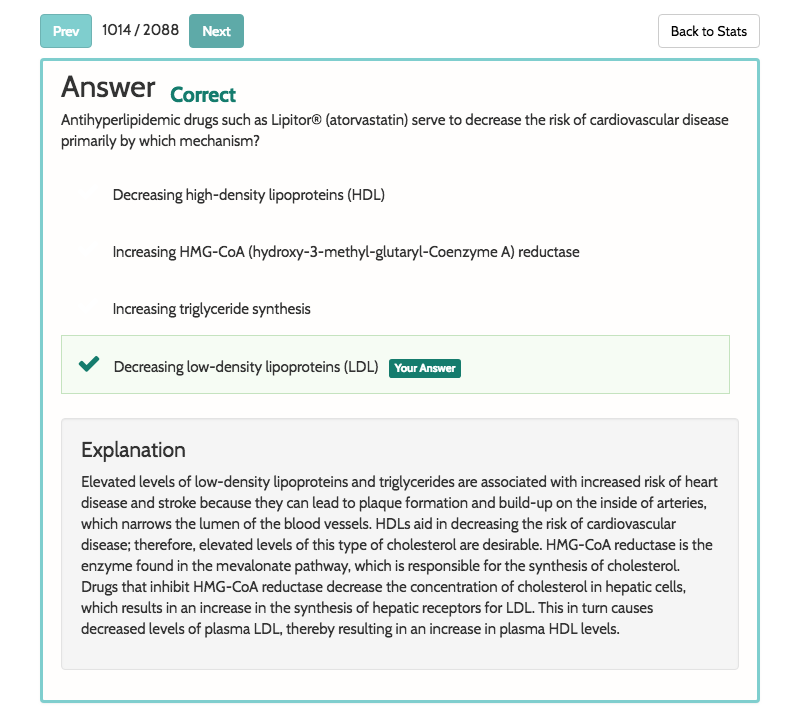 Prev 1014 / 2088 Next Back to Stats
Answer Correct
Antihyperlipidemic drugs such as Lipitor® (atorvastatin) serve to decrease the risk of cardiovascular disease
primarily by which mechanism?
Decreasing high-density lipoproteins (HDL)
Increasing HMG-CoA (hydroxy-3-methyl-glutaryl-Coenzyme A) reductase
Increasing triglyceride synthesis
Decreasing low-density lipoproteins (LDL) Your Answer
Explanation
Elevated levels of low-density lipoproteins and triglycerides are associated with increased risk of heart
disease and stroke because they can lead to plaque formation and build-up on the inside of arteries,
which narrows the lumen of the blood vessels. HDLs aid in decreasing the risk of cardiovascular
disease; therefore, elevated levels of this type of cholesterol are desirable. HMG-CoA reductase is the
enzyme found in the mevalonate pathway, which is responsible for the synthesis of cholesterol.
Drugs that inhibit HMG-CoA reductase decrease the concentration of cholesterol in hepatic cells,
which results in an increase in the synthesis of hepatic receptors for LDL. This in turn causes
decreased levels of plasma LDL, thereby resulting in an increase in plasma HDL levels.